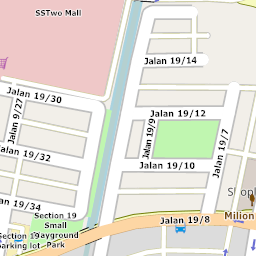 SSTwo Mall
Jalan 19/14
Jalan 19/30
Jalan 9/27
Jalan 19/12
Jalan 19/9
Jalan 19/7
Jalan 19/32
Jalan 19/10
Jalan 19/34
Section 19
Small
Playground
Park
Jalan 19/8
Section 19
parking lot